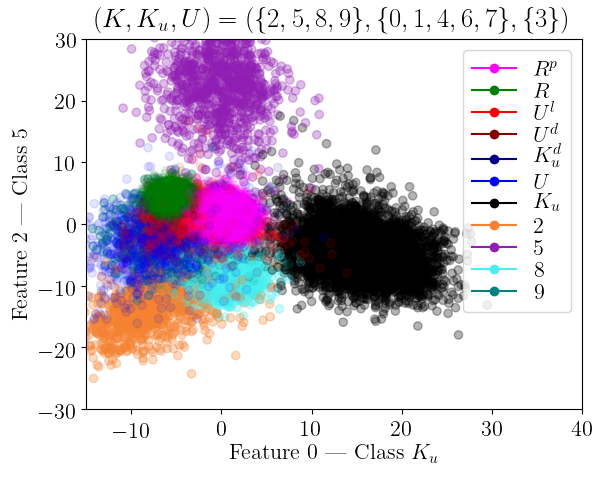 (K, K_u, U) = ({2, 5, 8, 9}, {0, 1, 4, 6, 7}, {3})
Feature 2 — Class 5
30
20
10
0
−10
−20
−30
R^p
R
U^l
U^d
K_u^d
U
K_u
2
5
8
9
−10
0
10
20
30
40
Feature 0 — Class K_u